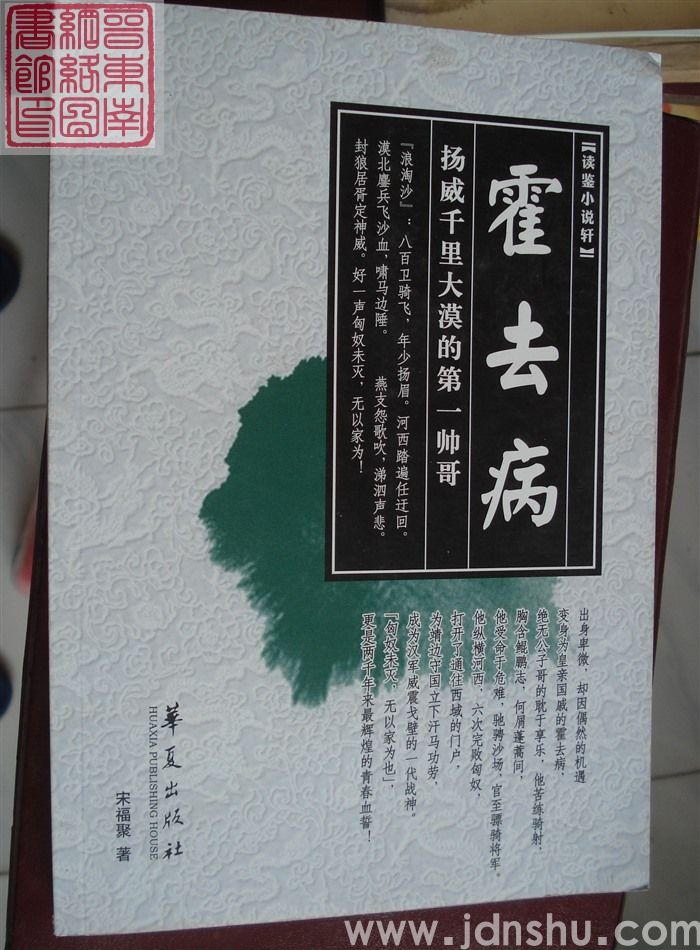 晋东南
网络图
书馆印
【读鉴小说轩】
霍去病
扬威千里大漠的第一帅哥
『浪淘沙』：八百卫骑飞，年少扬眉。河西踏遍任迂回。
漠北鏖兵飞沙血，啸马边陲。 燕支怨歌吹，涕泗声悲。
封狼居胥定神威。好一声匈奴未灭，无以家为！
出身卑微，却因偶然的机遇
变身为皇亲国戚的霍去病，
绝无公子哥的耽于享乐，他苦练骑射，
胸含鲲鹏志，何屑蓬蒿间，
他受命于危难，驰骋沙场，官至骠骑将军。
他纵横河西，六次完败匈奴，
打开了通往西域的门户，
为靖边守国立下汗马功劳，
成为汉军威震戈壁的一代战神。
『匈奴未灭，无以家为也』，
更是两千年来最辉煌的青春血誓！
華夏出版社
HUAXIA PUBLISHING HOUSE
宋福聚 著
www.jdnshu.com